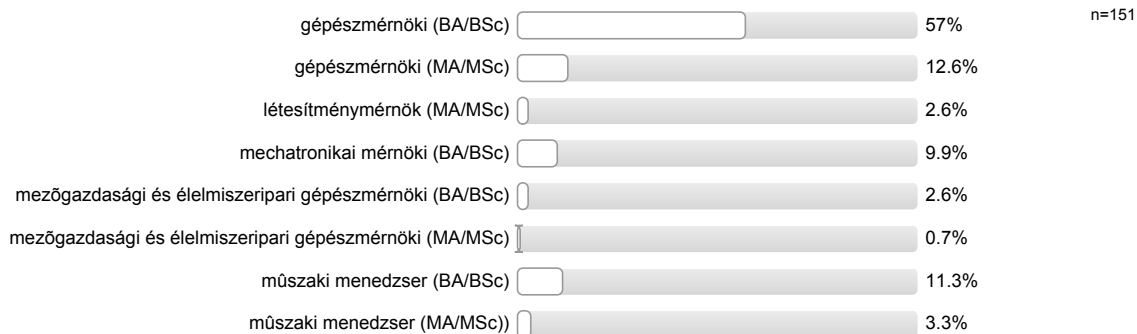 gépészmérnöki (BA/BSc) 57% n=151
gépészmérnöki (MA/MSc) 12.6%
létesítménymérnök (MA/MSc) 2.6%
mechatronikai mérnöki (BA/BSc) 9.9%
mezõgazdasági és élelmiszeripari gépészmérnöki (BA/BSc) 2.6%
mezõgazdasági és élelmiszeripari gépészmérnöki (MA/MSc) 0.7%
mûszaki menedzser (BA/BSc) 11.3%
mûszaki menedzser (MA/MSc)) 3.3%